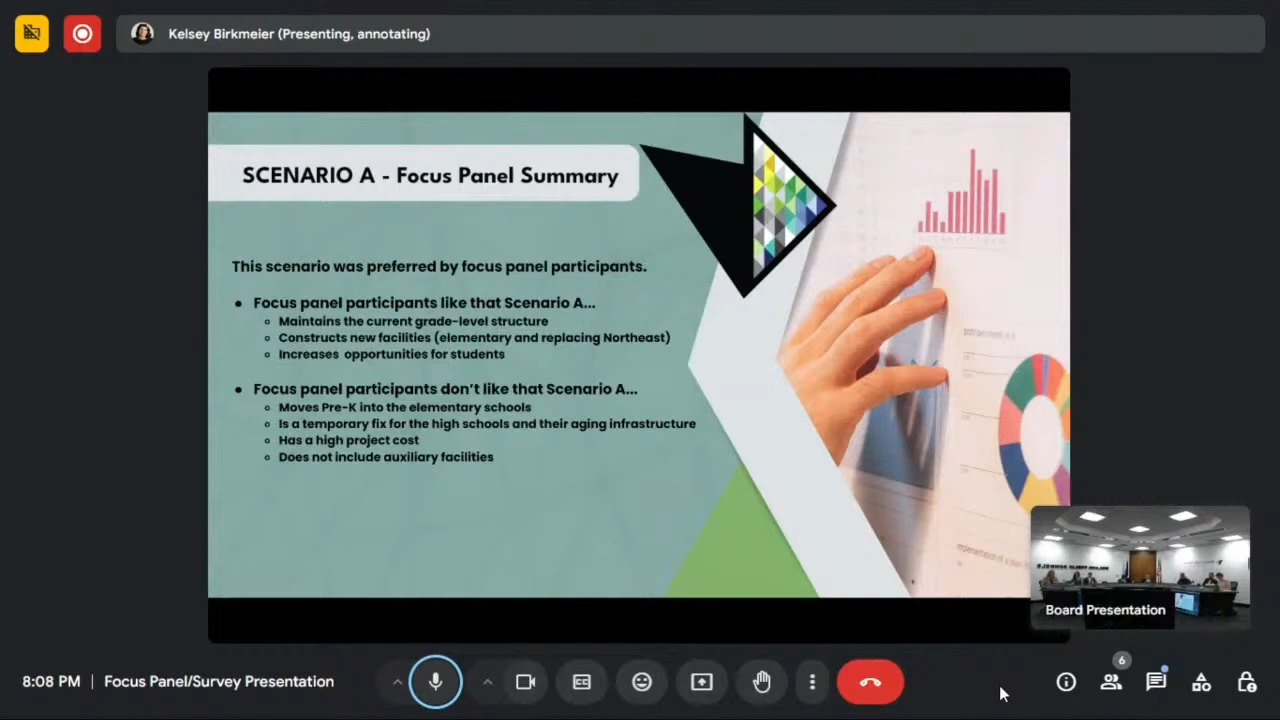 Kelsey Birkmeier (Presenting, annotating)
SCENARIO A - Focus Panel Summary
This scenario was preferred by focus panel participants.
Focus panel participants like that Scenario A...
Maintains the current grade-level structure
Constructs new facilities (elementary and replacing Northeast)
Increases opportunities for students
Focus panel participants don't like that Scenario A...
Moves Pre-K into the elementary schools
Is a temporary fix for the high schools and their aging infrastructure
Has a high project cost
Does not include auxiliary facilities
Board Presentation
8:08 PM | Focus Panel/Survey Presentation
CC
6